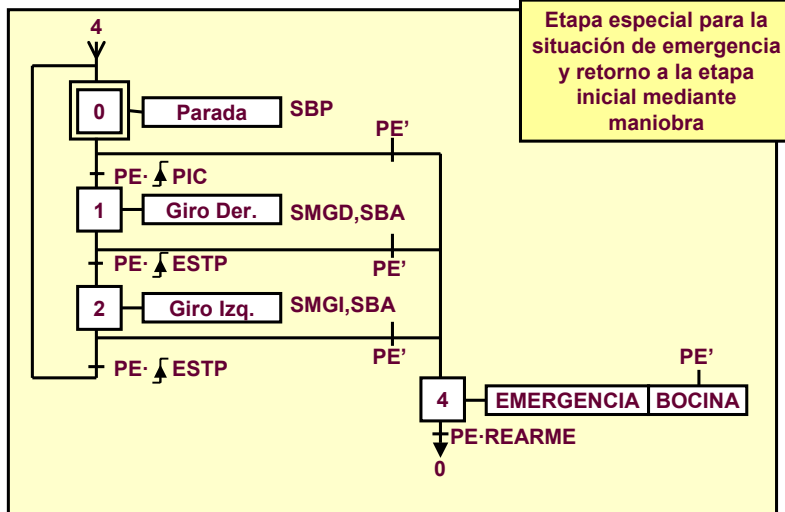 Etapa especial para la
situación de emergencia
y retorno a la etapa
inicial mediante
maniobra
4
0
Parada
SBP
PE’
PE· PIC
1
Giro Der.
SMGD,SBA
PE· ESTP
PE’
2
Giro Izq.
SMGI,SBA
PE· ESTP
PE’
4
EMERGENCIA
BOCINA
PE’
PE·REARME
0